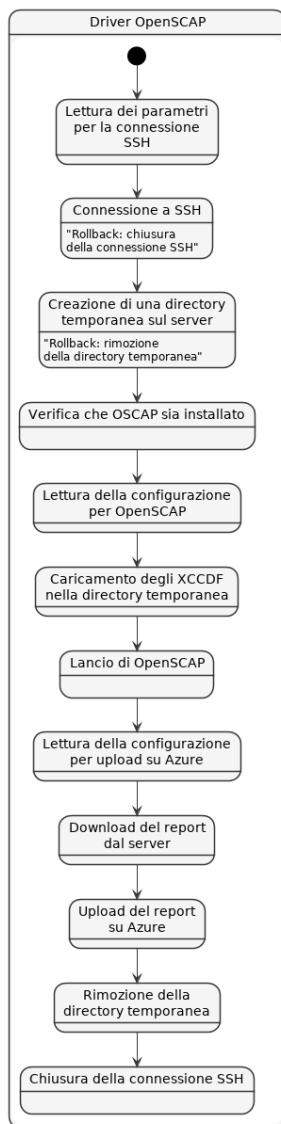 Driver OpenSCAP
Lettura dei parametri
per la connessione
SSH
Connessione a SSH
"Rollback: chiusura
della connessione SSH"
Creazione di una directory
temporanea sul server
"Rollback: rimozione
della directory temporanea"
Verifica che OSCAP sia installato
Lettura della configurazione
per OpenSCAP
Caricamento degli XCCDF
nella directory temporanea
Lancio di OpenSCAP
Lettura della configurazione
per upload su Azure
Download del report
dal server
Upload del report
su Azure
Rimozione della
directory temporanea
Chiusura della connessione SSH